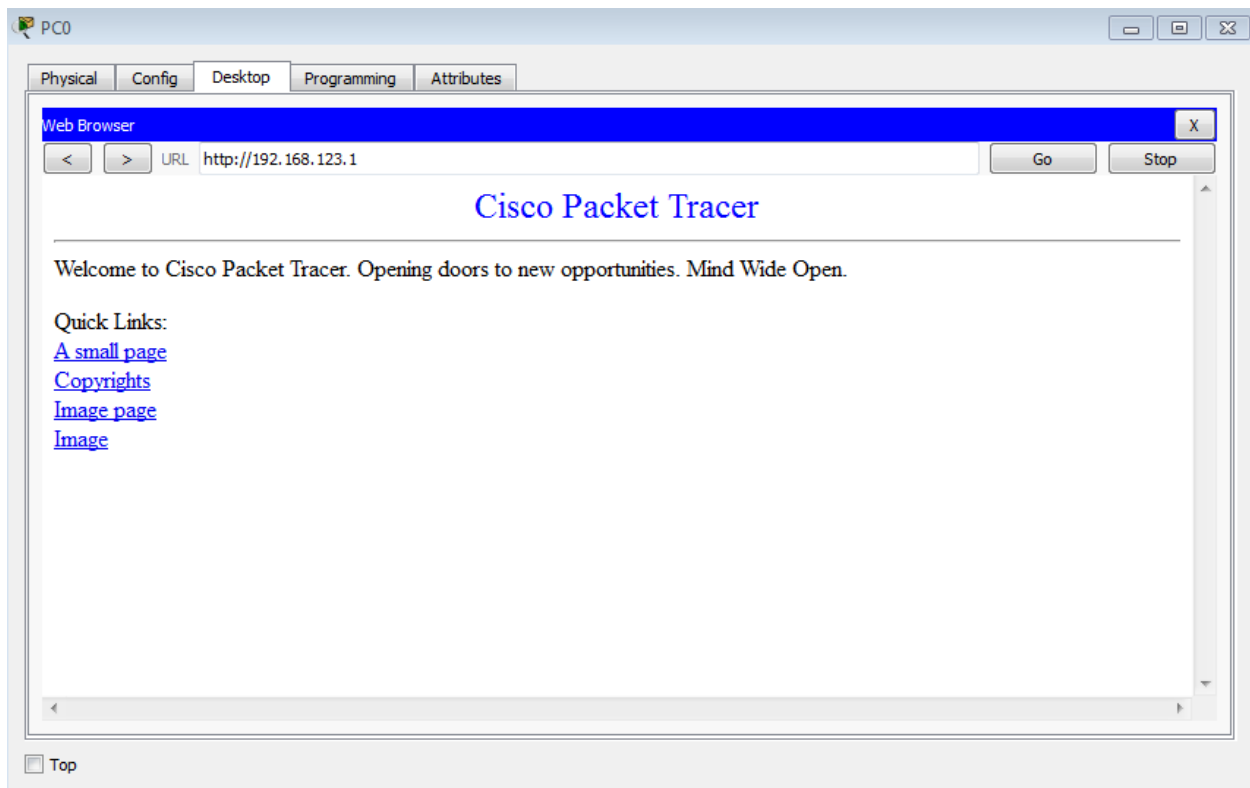 PC0
Physical Config Desktop Programming Attributes
Web Browser X
< > URL http://192.168.123.1 Go Stop
Cisco Packet Tracer
Welcome to Cisco Packet Tracer. Opening doors to new opportunities. Mind Wide Open.
Quick Links:
A small page
Copyrights
Image page
Image
Top